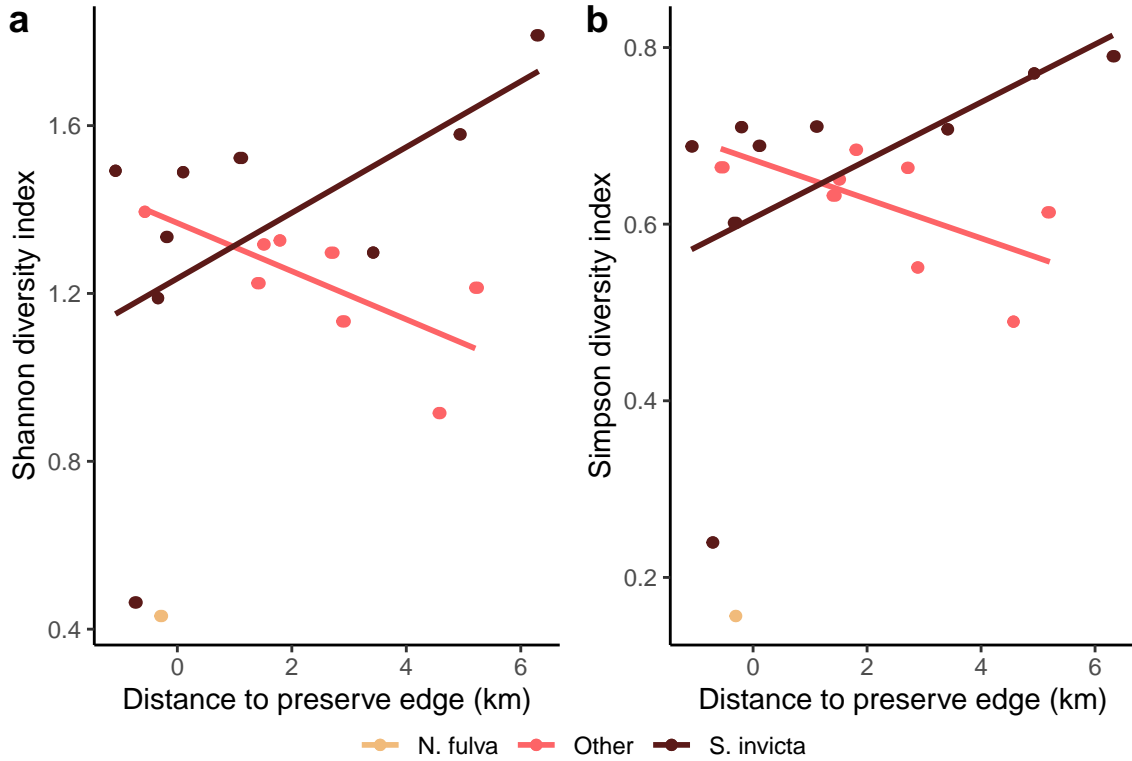 a
b
Shannon diversity index
1.6
1.2
0.8
0.4
0 2 4 6
Distance to preserve edge (km)
Simpson diversity index
0.8
0.6
0.4
0.2
0 2 4 6
Distance to preserve edge (km)
N. fulva Other S. invicta